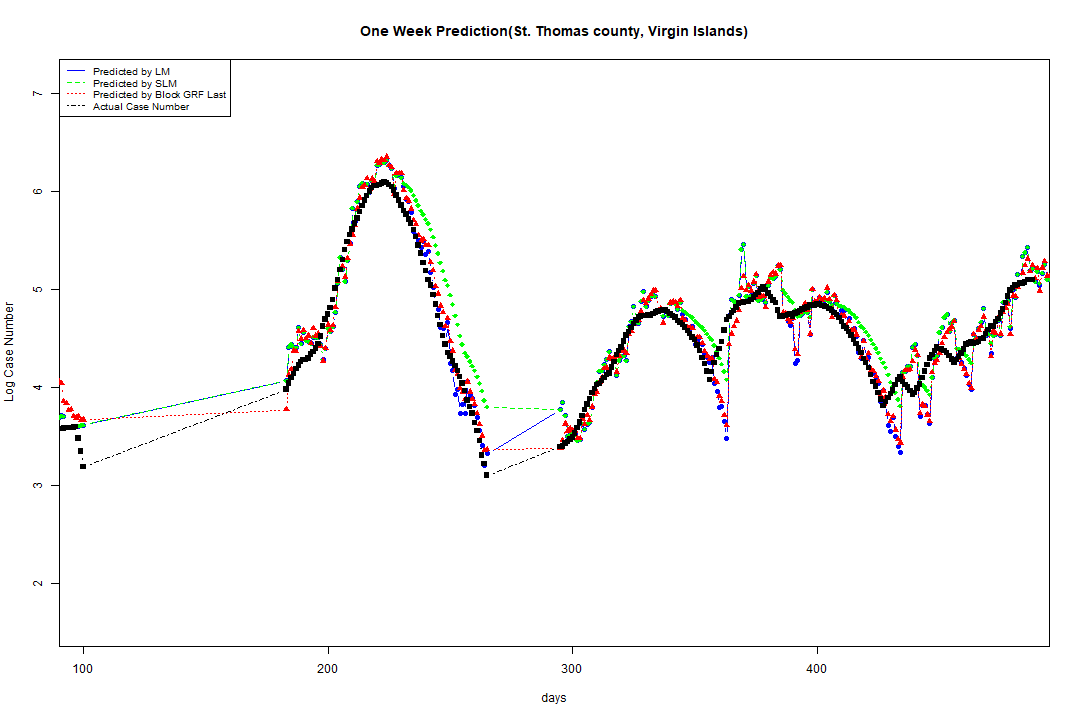 One Week Prediction(St. Thomas county, Virgin Islands)
Predicted by LM
Predicted by SLM
Predicted by Block GRF Last
Actual Case Number
7
6
5
4
3
2
Log Case Number
100 200 300 400
days